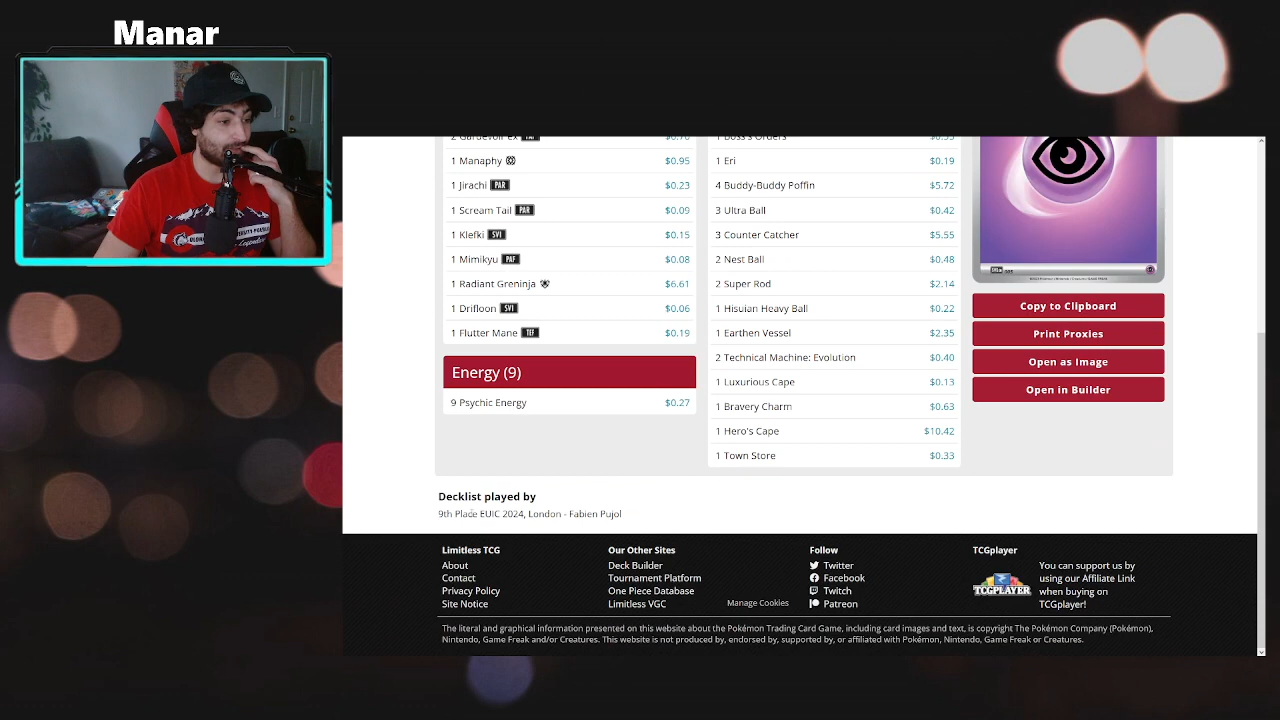 Manar
2 Gardevoir ex PAF $0.70
1 Manaphy $0.95
1 Jirachi PAR $0.23
1 Scream Tail PAR $0.09
1 Klefki SVI $0.15
1 Mimikyu PAF $0.08
1 Radiant Greninja $6.61
1 Drifloon SVI $0.06
1 Flutter Mane TEF $0.19
Energy (9)
9 Psychic Energy $0.27
1 Boss's Orders
1 Eri $0.19
4 Buddy-Buddy Poffin $5.72
3 Ultra Ball $0.42
3 Counter Catcher $5.55
2 Nest Ball $0.48
2 Super Rod $2.14
1 Hisuian Heavy Ball $0.22
1 Earthen Vessel $2.35
2 Technical Machine: Evolution $0.40
1 Luxurious Cape $0.13
1 Bravery Charm $0.63
1 Hero's Cape $10.42
1 Town Store $0.33
Copy to Clipboard
Print Proxies
Open as Image
Open in Builder
Decklist played by
9th Place EUIC 2024, London - Fabien Pujol
Limitless TCG
About
Contact
Privacy Policy
Site Notice
Our Other Sites
Deck Builder
Tournament Platform
One Piece Database
Limitless VGC
Manage Cookies
Follow
Twitter
Facebook
Twitch
Patreon
TCGplayer
TCGPLAYER
You can support us by
using our Affiliate Link
when buying on
TCGplayer!
The literal and graphical information presented on this website about the Pokémon Trading Card Game, including card images and text, is copyright The Pokémon Company (Pokémon),
Nintendo, Game Freak and/or Creatures. This website is not produced by, endorsed by, supported by, or affiliated with Pokémon, Nintendo, Game Freak or Creatures.